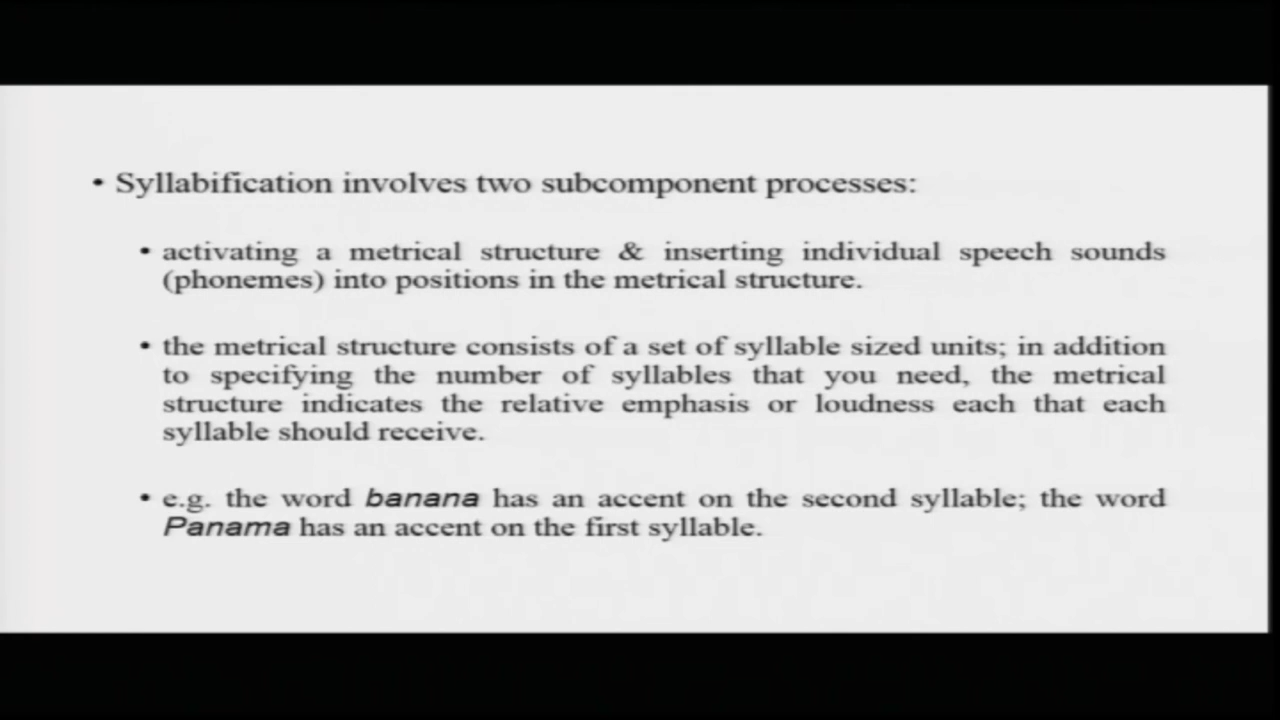 • Syllabification involves two subcomponent processes:
• activating a metrical structure & inserting individual speech sounds
(phonemes) into positions in the metrical structure.
• the metrical structure consists of a set of syllable sized units; in addition
to specifying the number of syllables that you need, the metrical
structure indicates the relative emphasis or loudness each that each
syllable should receive.
• e.g. the word banana has an accent on the second syllable; the word
Panama has an accent on the first syllable.